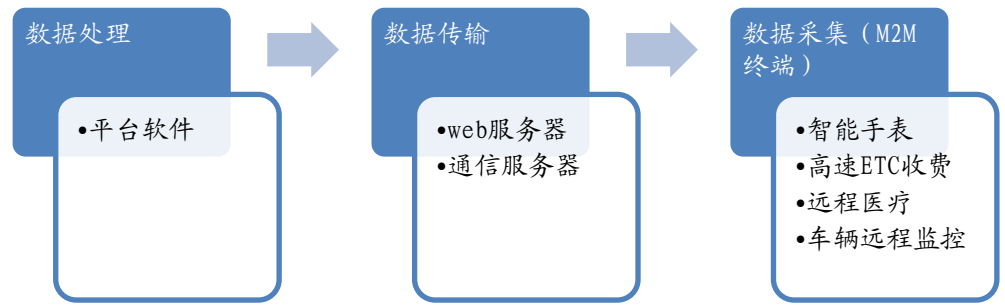 数据处理
•平台软件
数据传输
•web服务器
•通信服务器
数据采集（M2M
终端）
•智能手表
•高速ETC收费
•远程医疗
•车辆远程监控